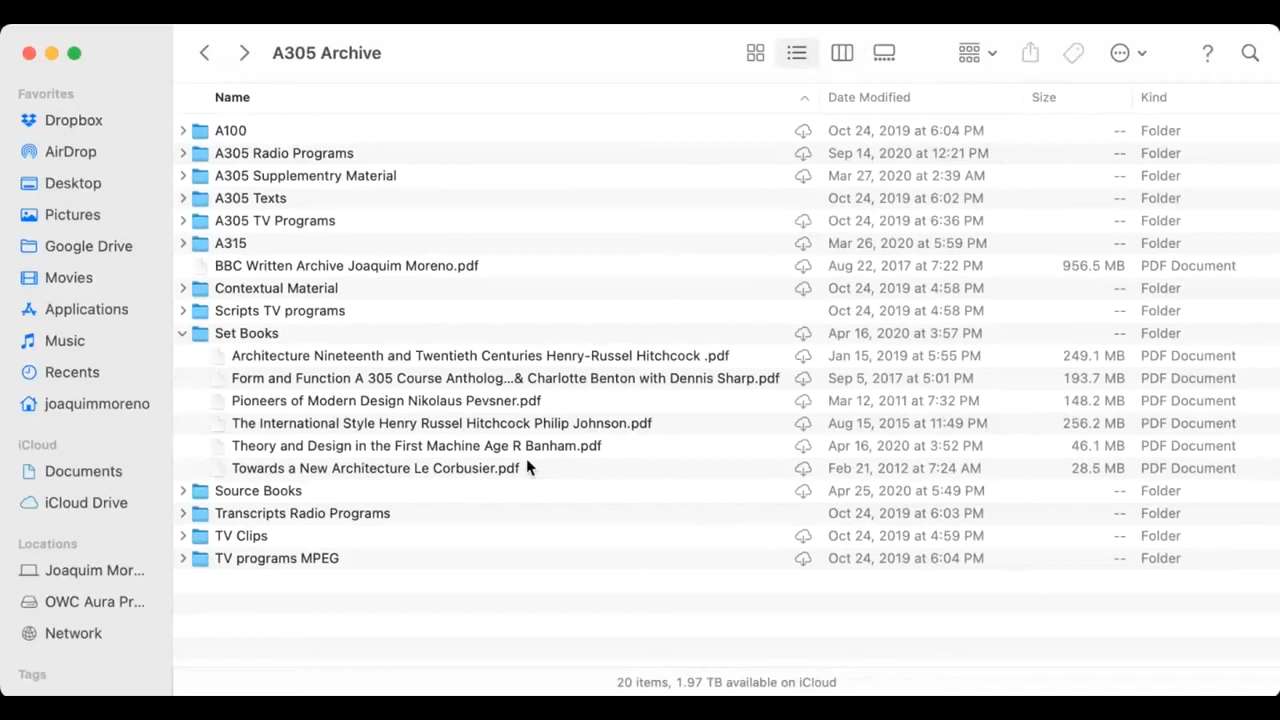 A305 Archive
?
Favorites
Dropbox
AirDrop
Desktop
Pictures
Google Drive
Movies
Applications
Music
Recents
joaquimmoreno
iCloud
Documents
iCloud Drive
Locations
Joaquim Mor...
OWC Aura Pr...
Network
Tags
Name Date Modified Size Kind
A100 Oct 24, 2019 at 6:04 PM -- Folder
A305 Radio Programs Sep 14, 2020 at 12:21 PM -- Folder
A305 Supplementry Material Mar 27, 2020 at 2:39 AM -- Folder
A305 Texts Oct 24, 2019 at 6:02 PM -- Folder
A305 TV Programs Oct 24, 2019 at 6:36 PM -- Folder
A315 Mar 26, 2020 at 5:59 PM -- Folder
BBC Written Archive Joaquim Moreno.pdf Aug 22, 2017 at 7:22 PM 956.5 MB PDF Document
Contextual Material Oct 24, 2019 at 4:58 PM -- Folder
Scripts TV programs Oct 24, 2019 at 4:58 PM -- Folder
Set Books Apr 16, 2020 at 3:57 PM -- Folder
Architecture Nineteenth and Twentieth Centuries Henry-Russel Hitchcock .pdf Jan 15, 2019 at 5:55 PM 249.1 MB PDF Document
Form and Function A 305 Course Antholog...& Charlotte Benton with Dennis Sharp.pdf Sep 5, 2017 at 5:01 PM 193.7 MB PDF Document
Pioneers of Modern Design Nikolaus Pevsner.pdf Mar 12, 2011 at 7:32 PM 148.2 MB PDF Document
The International Style Henry Russel Hitchcock Philip Johnson.pdf Aug 15, 2015 at 11:49 PM 256.2 MB PDF Document
Theory and Design in the First Machine Age R Banham.pdf Apr 16, 2020 at 3:52 PM 46.1 MB PDF Document
Towards a New Architecture Le Corbusier.pdf Feb 21, 2012 at 7:24 AM 28.5 MB PDF Document
Source Books Apr 25, 2020 at 5:49 PM -- Folder
Transcripts Radio Programs Oct 24, 2019 at 6:03 PM -- Folder
TV Clips Oct 24, 2019 at 4:59 PM -- Folder
TV programs MPEG Oct 24, 2019 at 6:04 PM -- Folder
20 items, 1.97 TB available on iCloud